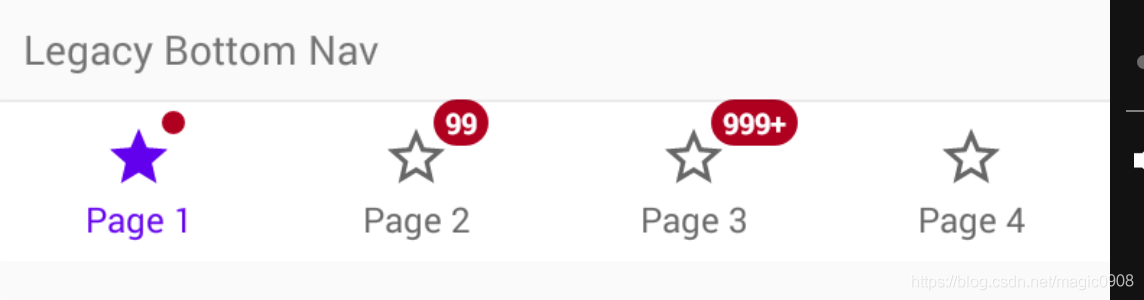 Legacy Bottom Nav
99
999+
Page 1
Page 2
Page 3
Page 4
https://blog.csdn.net/magic0908